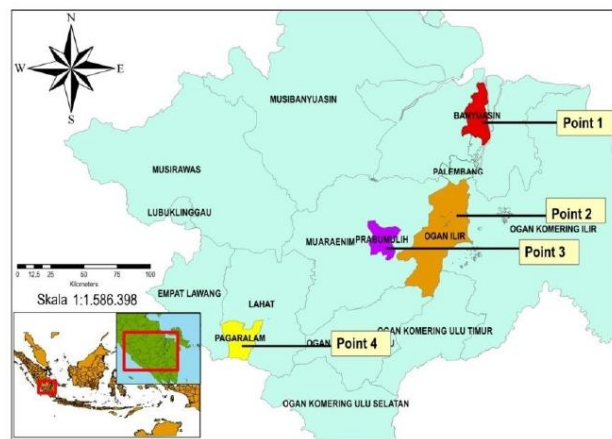 N
W
E
S
MUSIBANYUASIN
BANYUASIN
Point 1
MUSIRAWAS
PALEMBANG
LUBUKLINGGAU
Point 2
OGAN KOMERING ILIR
MUARAENIM
PRABUMULIH
OGAN ILIR
Point 3
0 12,5 25 50 75 100
Kilometers
Skala 1:1.586.398
EMPAT LAWANG
LAHAT
OGAN KOMERING ULU TIMUR
PAGARALAM
OGAN
U
Point 4
OGAN KOMERING ULU SELATAN